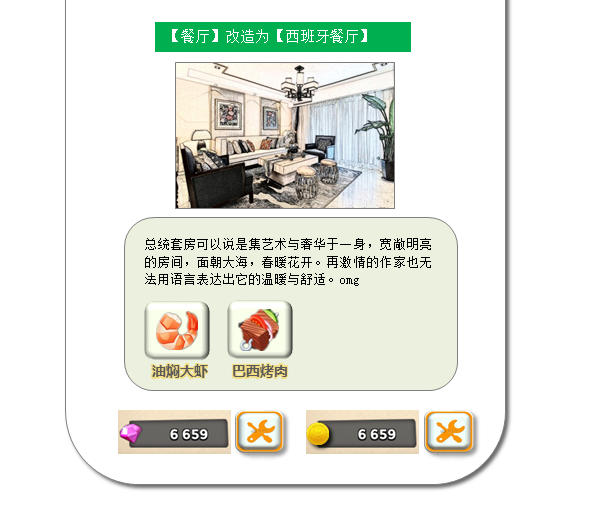 【餐厅】改造为【西班牙餐厅】
总统套房可以说是集艺术与奢华于一身，宽敞明亮
的房间，面朝大海，春暖花开。再激情的作家也无
法用语言表达出它的温暖与舒适。omg
油焖大虾 巴西烤肉
6 659 6 659